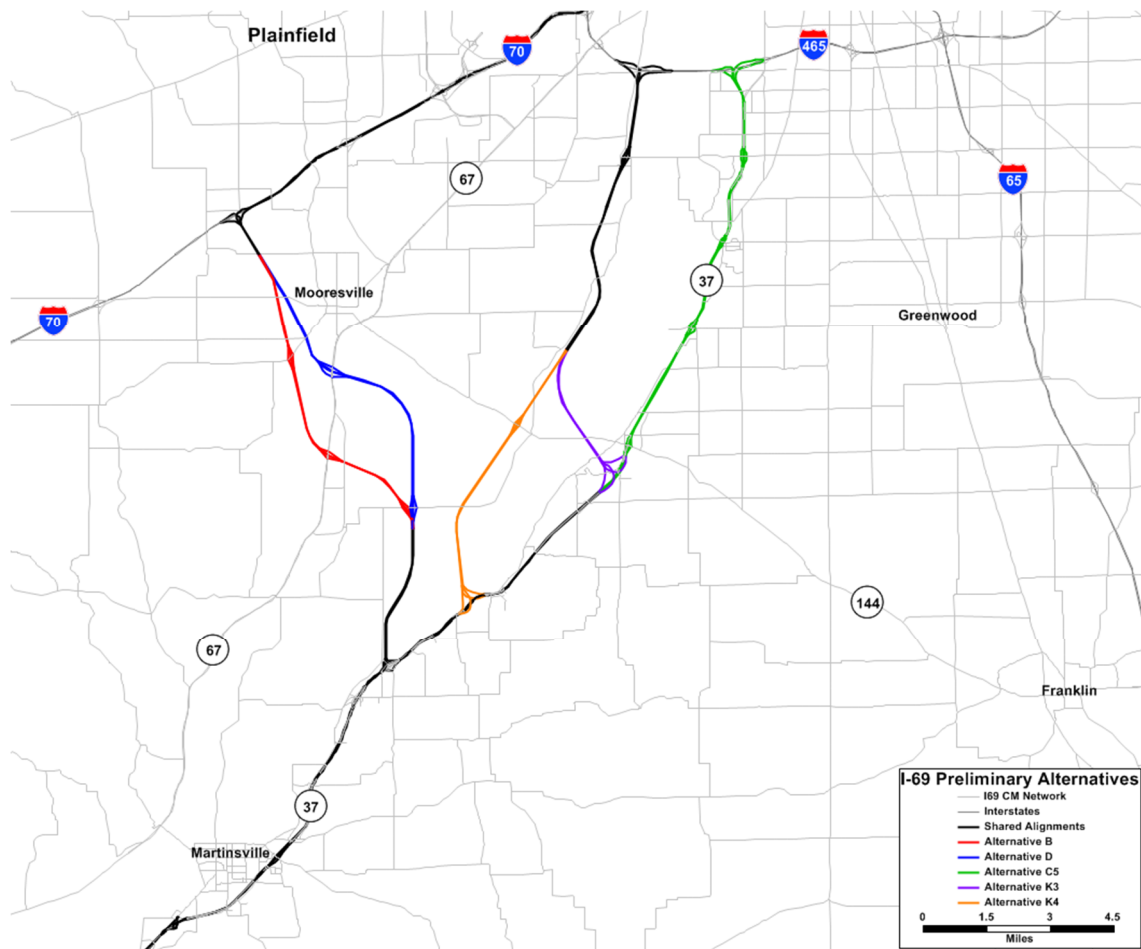 Plainfield
70
465
67
65
37
Mooresville
70
Greenwood
144
67
Franklin
37
Martinsville
I-69 Preliminary Alternatives
I69 CM Network
Interstates
Shared Alignments
Alternative B
Alternative D
Alternative C5
Alternative K3
Alternative K4
0 1.5 3 4.5
Miles